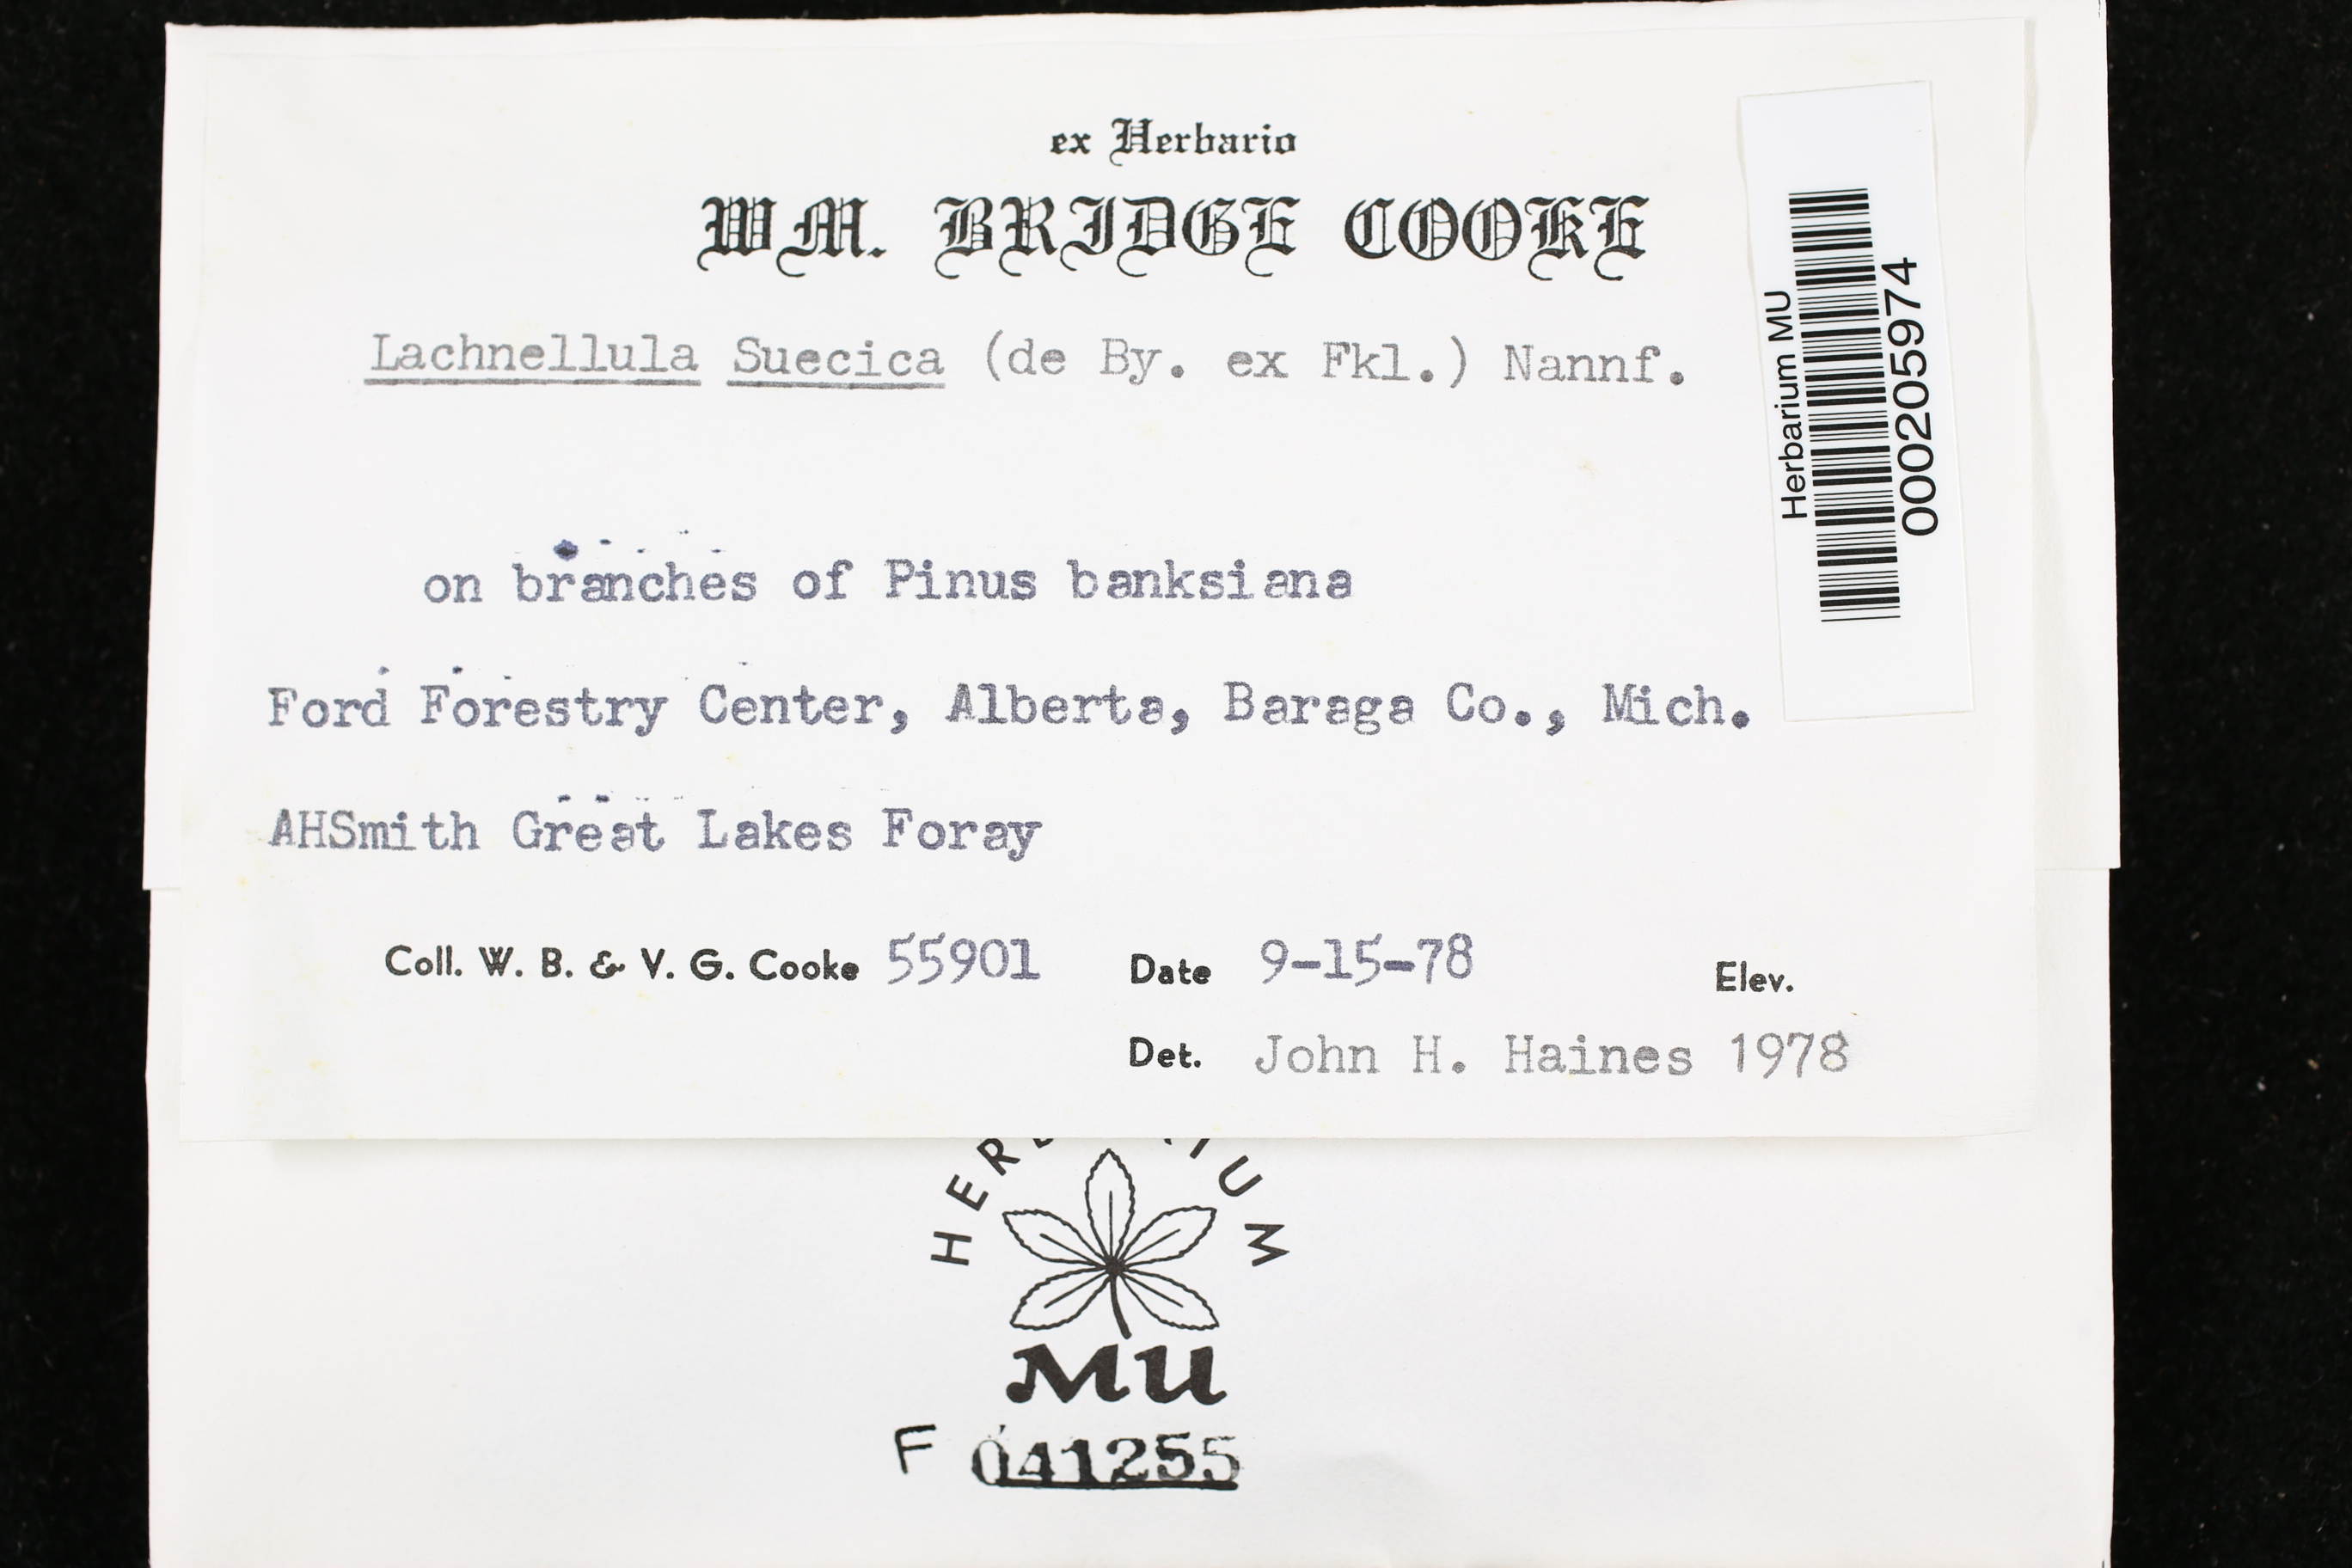 ex Herbario
WM. BRIDGE COOKE
Lachnellula Suecica (de By. ex Fkl.) Nannf.
on branches of Pinus banksiana
Ford Forestry Center, Alberta, Baraga Co., Mich.
AHSmith Great Lakes Foray
Coll. W. B. & V. G. Cooke 55901 Date 9-15-78 Elev.
Det. John H. Haines 1978
Herbarium MU
000205974
MU
F 041255